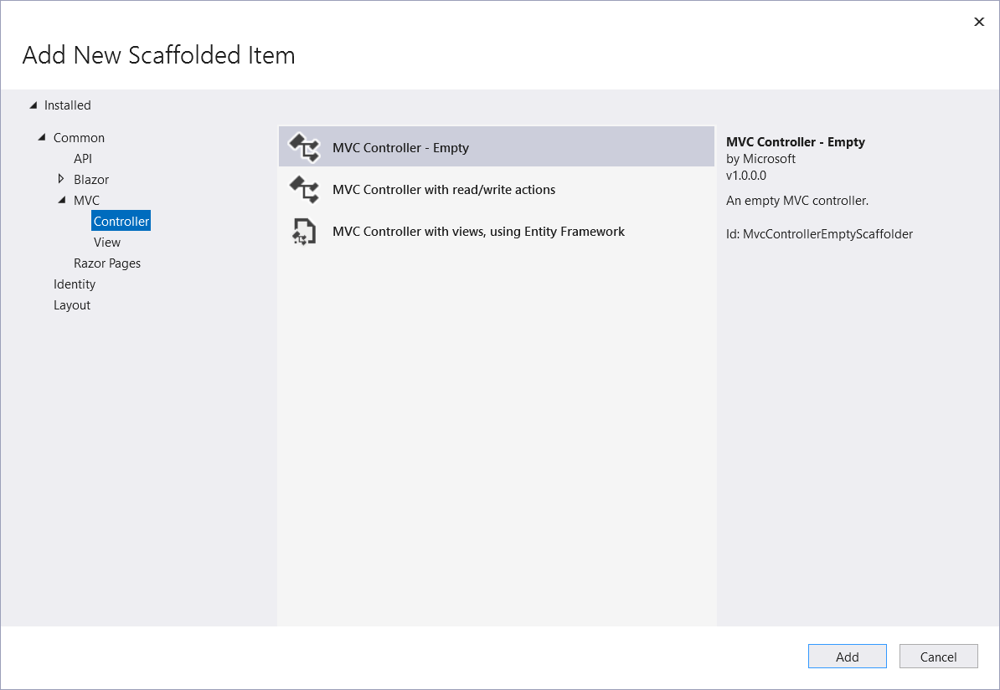 Add New Scaffolded Item
Installed
Common
API
Blazor
MVC
Controller
View
Razor Pages
Identity
Layout
MVC Controller - Empty
MVC Controller with read/write actions
MVC Controller with views, using Entity Framework
MVC Controller - Empty
by Microsoft
v1.0.0.0
An empty MVC controller.
Id: MvcControllerEmptyScaffolder
Add
Cancel